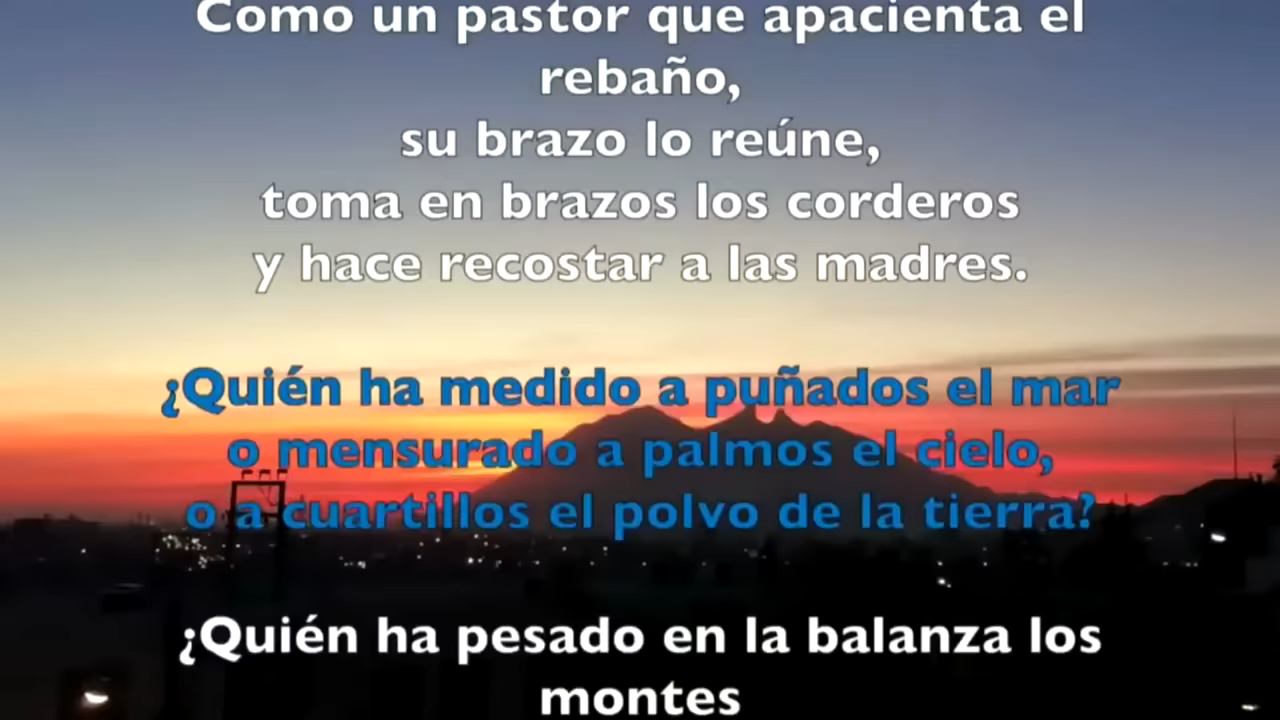 Como un pastor que apacienta el
rebaño,
su brazo lo reúne,
toma en brazos los corderos
y hace recostar a las madres.
¿Quién ha medido a puñados el mar
o mensurado a palmos el cielo,
o a cuartillos el polvo de la tierra?
¿Quién ha pesado en la balanza los
montes